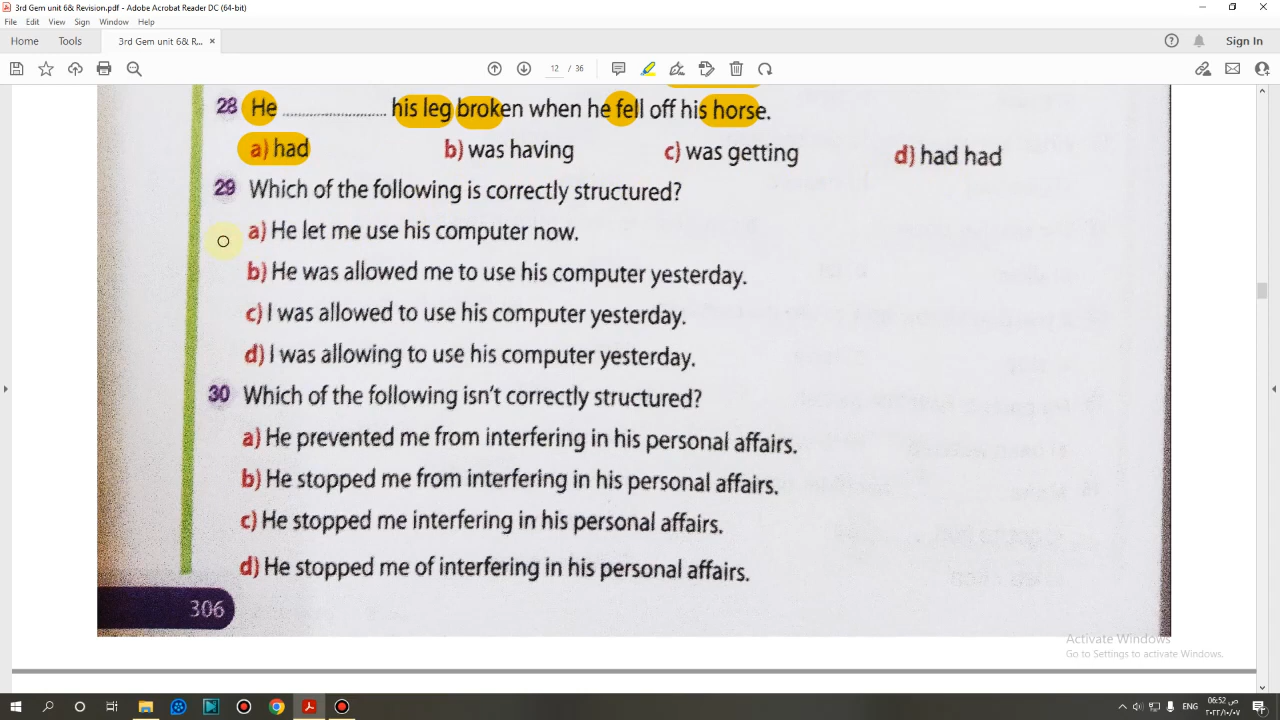 3rd Gem unit 6& Revision.pdf - Adobe Acrobat Reader DC (64-bit)
File Edit View Sign Window Help
Home Tools 3rd Gem unit 6& R... × Sign In
12 / 36
28 He .............................. his leg broken when he fell off his horse.
a) had b) was having c) was getting d) had had
29 Which of the following is correctly structured?
a) He let me use his computer now.
b) He was allowed me to use his computer yesterday.
c) I was allowed to use his computer yesterday.
d) I was allowing to use his computer yesterday.
30 Which of the following isn't correctly structured?
a) He prevented me from interfering in his personal affairs.
b) He stopped me from interfering in his personal affairs.
c) He stopped me interfering in his personal affairs.
d) He stopped me of interfering in his personal affairs.
306
Activate Windows
Go to Settings to activate Windows.
ENG
06:52 ص
٢٠٢٢/١٠/٠٧